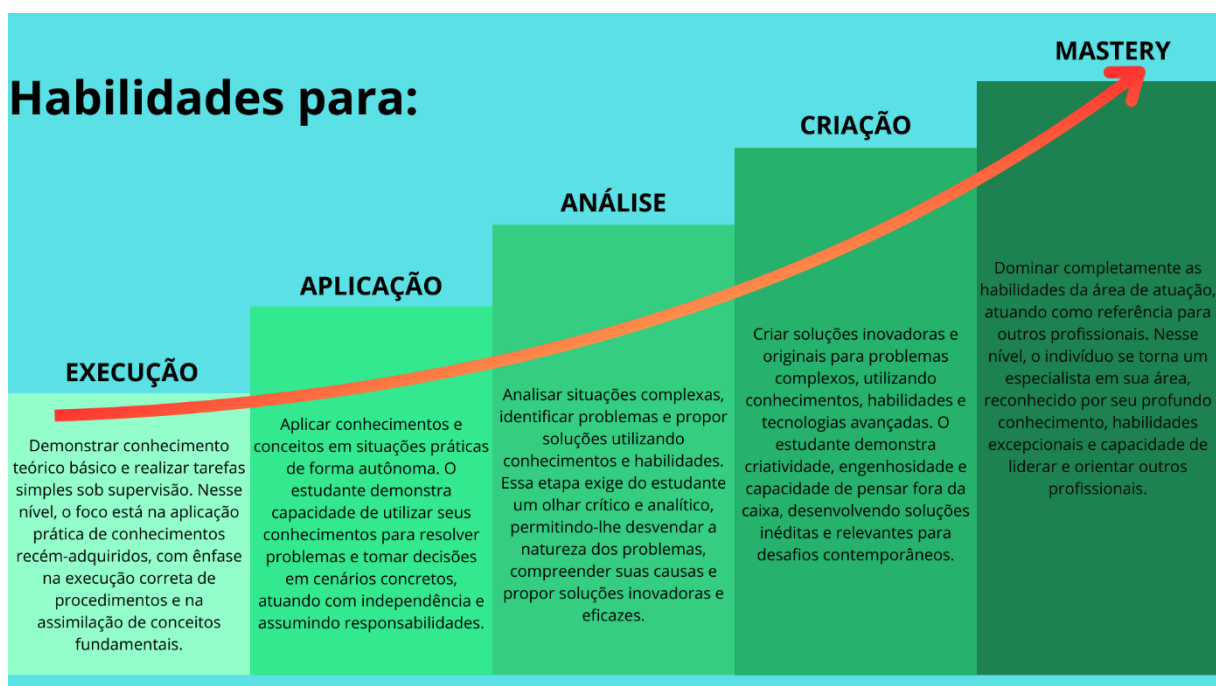 Habilidades para:
EXECUÇÃO
Demonstrar conhecimento
teórico básico e realizar tarefas
simples sob supervisão. Nesse
nível, o foco está na aplicação
prática de conhecimentos
recém-adquiridos, com ênfase
na execução correta de
procedimentos e na
assimilação de conceitos
fundamentais.
APLICAÇÃO
Aplicar conhecimentos e
conceitos em situações práticas
de forma autônoma. O
estudante demonstra
capacidade de utilizar seus
conhecimentos para resolver
problemas e tomar decisões
em cenários concretos,
atuando com independência e
assumindo responsabilidades.
ANÁLISE
Analisar situações complexas,
identificar problemas e propor
soluções utilizando
conhecimentos e habilidades.
Essa etapa exige do estudante
um olhar crítico e analítico,
permitindo-lhe desvendar a
natureza dos problemas,
compreender suas causas e
propor soluções inovadoras e
eficazes.
CRIAÇÃO
Criar soluções inovadoras e
originais para problemas
complexos, utilizando
conhecimentos, habilidades e
tecnologias avançadas. O
estudante demonstra
criatividade, engenhosidade e
capacidade de pensar fora da
caixa, desenvolvendo soluções
inéditas e relevantes para
desafios contemporâneos.
MASTERY
Dominar completamente as
habilidades da área de atuação,
atuando como referência para
outros profissionais. Nesse
nível, o indivíduo se torna um
especialista em sua área,
reconhecido por seu profundo
conhecimento, habilidades
excepcionais e capacidade de
liderar e orientar outros
profissionais.